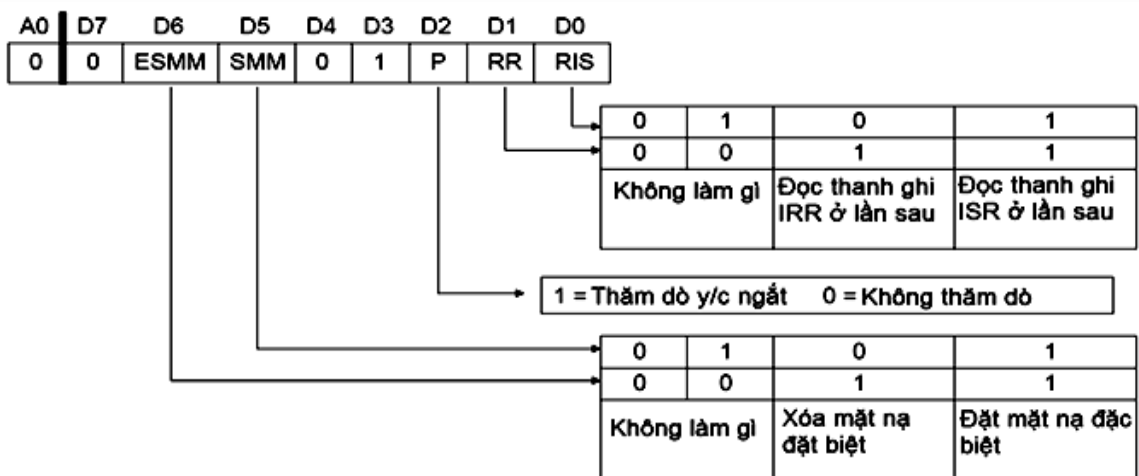 A0 D7 D6 D5 D4 D3 D2 D1 D0
0 0 ESMM SMM 0 1 P RR RIS
0 1 0 1
0 0 1 1
Không làm gì Đọc thanh ghi Đọc thanh ghi
IRR ở lần sau ISR ở lần sau
1 = Thăm dò y/c ngắt 0 = Không thăm dò
0 1 0 1
0 0 1 1
Không làm gì Xóa mặt nạ Đặt mặt nạ đặc
đặt biệt biệt